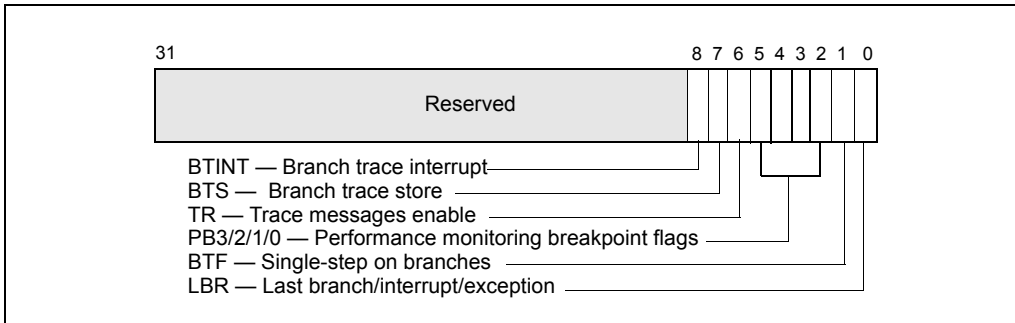 31 8 7 6 5 4 3 2 1 0
Reserved
BTINT — Branch trace interrupt
BTS — Branch trace store
TR — Trace messages enable
PB3/2/1/0 — Performance monitoring breakpoint flags
BTF — Single-step on branches
LBR — Last branch/interrupt/exception